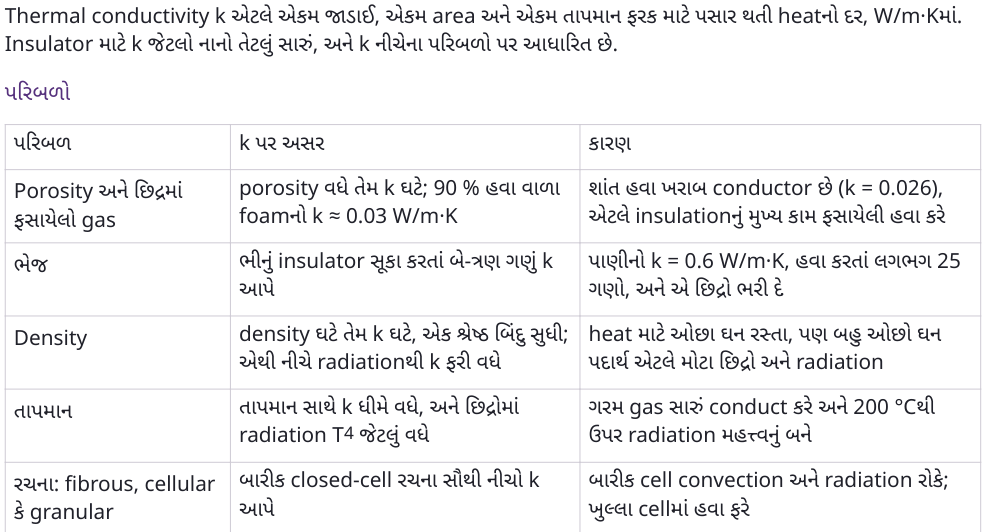 Thermal conductivity k એટલે એકમ જાડાઈ, એકમ area અને એકમ તાપમાન ફરક માટે પસાર થતી heatનો દર, W/m·Kમાં.
Insulator માટે k જેટલો નાનો તેટલું સારું, અને k નીચેના પરિબળો પર આધારિત છે.
પરિબળો
પરિબળ
k પર અસર
કારણ
Porosity અને છિદ્રમાં
ફસાયેલો gas
porosity વધે તેમ k ઘટે; 90 % હવા વાળા
foamનો k ≈ 0.03 W/m·K
શાંત હવા ખરાબ conductor છે (k = 0.026),
એટલે insulationનું મુખ્ય કામ ફસાયેલી હવા કરે
ભેજ
ભીનું insulator સૂકા કરતાં બે-ત્રણ ગણું k
આપે
પાણીનો k = 0.6 W/m·K, હવા કરતાં લગભગ 25
ગણો, અને એ છિદ્રો ભરી દે
Density
density ઘટે તેમ k ઘટે, એક શ્રેષ્ઠ બિંદુ સુધી;
એથી નીચે radiationથી k ફરી વધે
heat માટે ઓછા ઘન રસ્તા, પણ બહુ ઓછો ઘન
પદાર્થ એટલે મોટા છિદ્રો અને radiation
તાપમાન
તાપમાન સાથે k ધીમે વધે, અને છિદ્રોમાં
radiation T4 જેટલું વધે
ગરમ gas સારું conduct કરે અને 200 °Cથી
ઉપર radiation મહત્ત્વનું બને
રચના: fibrous, cellular
કે granular
બારીક closed-cell રચના સૌથી નીચો k
આપે
બારીક cell convection અને radiation રોકે;
ખુલ્લા cellમાં હવા ફરે